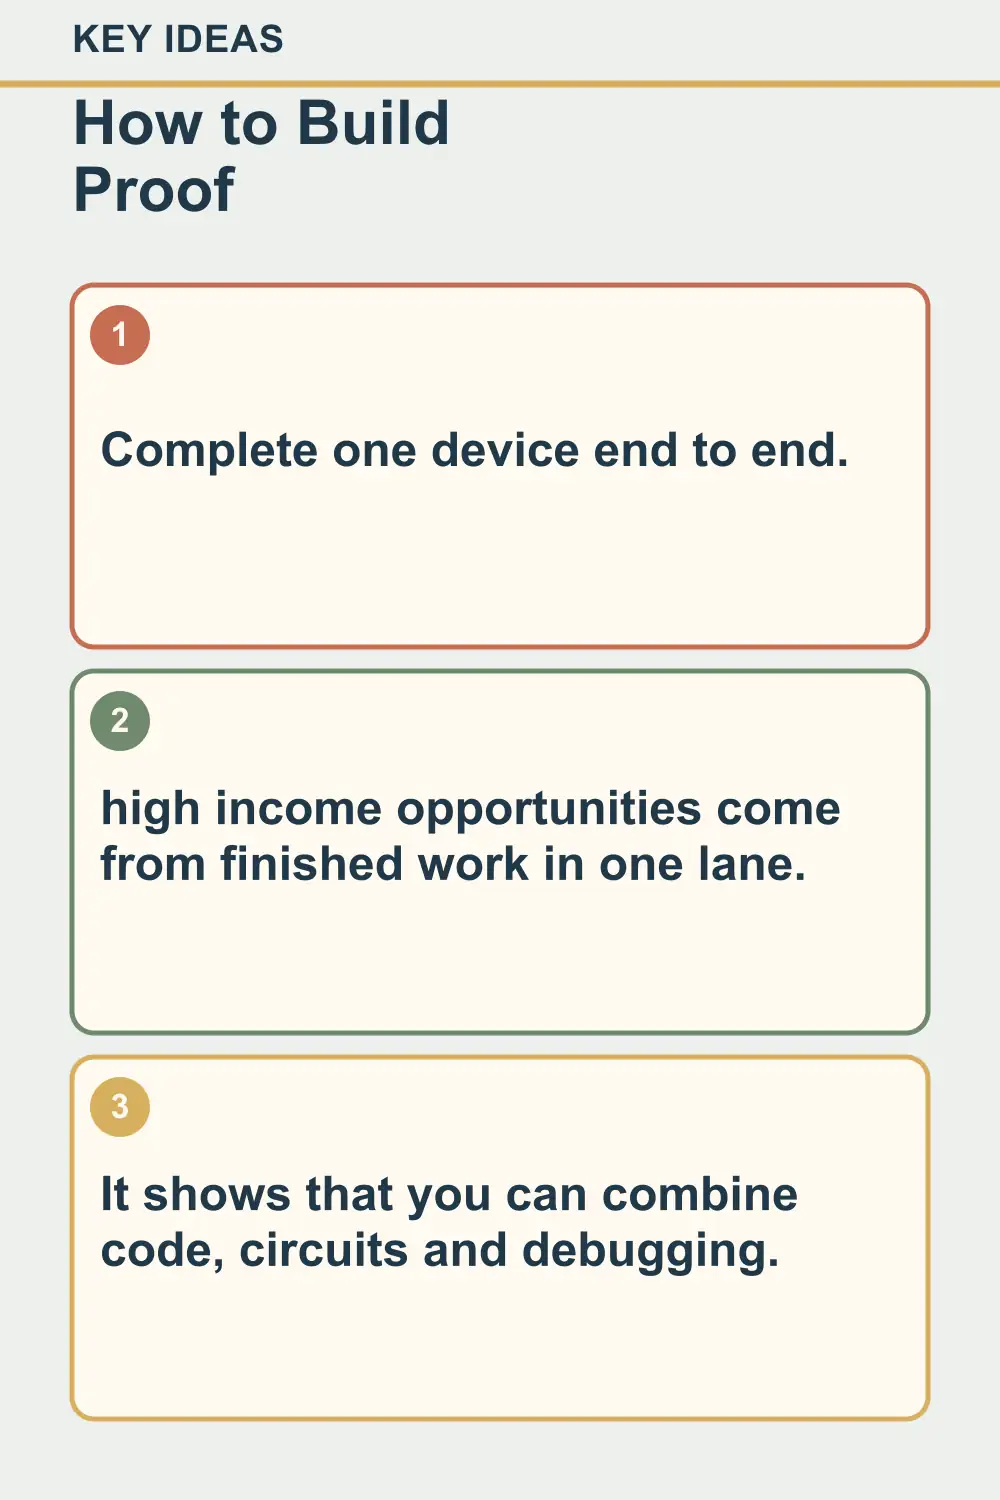 KEY IDEAS
How to Build
Proof
1
Complete one device end to end.
2
high income opportunities come
from finished work in one lane.
3
It shows that you can combine
code, circuits and debugging.